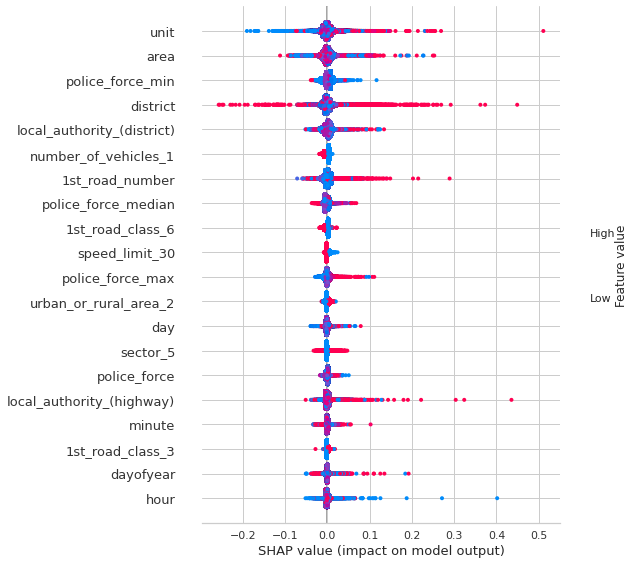 unit
area
police_force_min
district
local_authority_(district)
number_of_vehicles_1
1st_road_number
police_force_median
1st_road_class_6
speed_limit_30
police_force_max
urban_or_rural_area_2
day
sector_5
police_force
local_authority_(highway)
minute
1st_road_class_3
dayofyear
hour
−0.2 −0.1 0.0 0.1 0.2 0.3 0.4 0.5
SHAP value (impact on model output)
High
Low
Feature value